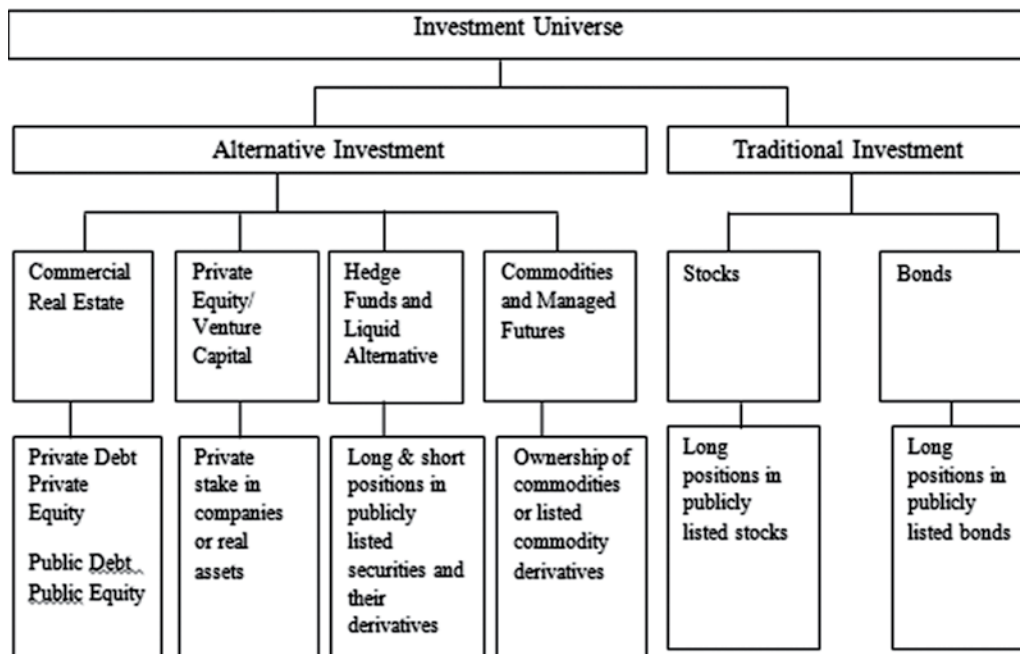 Investment Universe
Alternative Investment
Traditional Investment
Commercial
Real Estate
Private
Equity/
Venture
Capital
Hedge
Funds and
Liquid
Alternative
Commodities
and Managed
Futures
Stocks
Bonds
Private Debt
Private
Equity
Public Debt
Public Equity
Private
stake in
companies
or real
assets
Long & short
positions in
publicly
listed
securities and
their
derivatives
Ownership of
commodities
or listed
commodity
derivatives
Long
positions in
publicly
listed stocks
Long
positions in
publicly
listed bonds